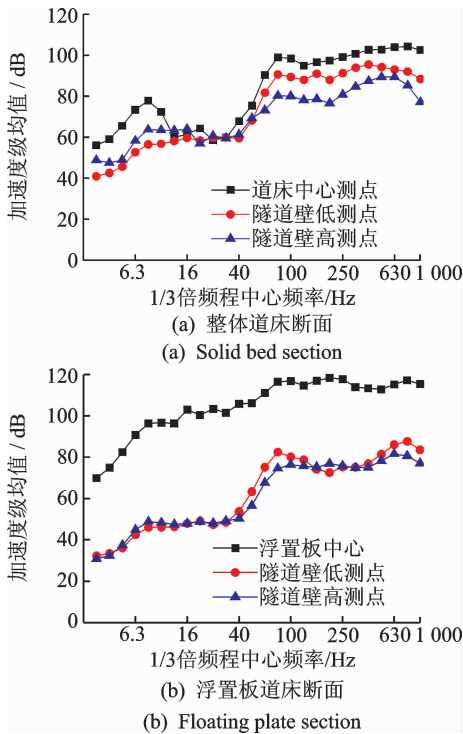 120
100
80
60
40
20
0
加速度级均值 / dB
道床中心测点
隧道壁低测点
隧道壁高测点
6.3 16 40 100 250 630 1 000
1/3倍频程中心频率/Hz
(a) 整体道床断面
(a) Solid bed section
120
100
80
60
40
20
0
加速度级均值 / dB
浮置板中心
隧道壁低测点
隧道壁高测点
6.3 16 40 100 250 630 1 000
1/3倍频程中心频率/Hz
(b) 浮置板道床断面
(b) Floating plate section